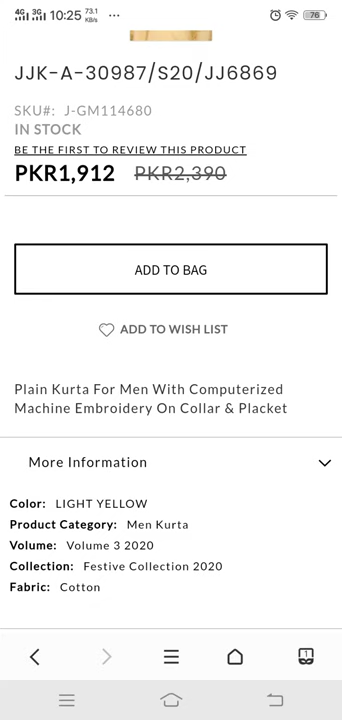 4G 3G 10:25 73.1 KB/s ... 76
JJK-A-30987/S20/JJ6869
SKU#: J-GM114680
IN STOCK
BE THE FIRST TO REVIEW THIS PRODUCT
PKR1,912 PKR2,390
ADD TO BAG
ADD TO WISH LIST
Plain Kurta For Men With Computerized
Machine Embroidery On Collar & Placket
More Information
Color: LIGHT YELLOW
Product Category: Men Kurta
Volume: Volume 3 2020
Collection: Festive Collection 2020
Fabric: Cotton
1